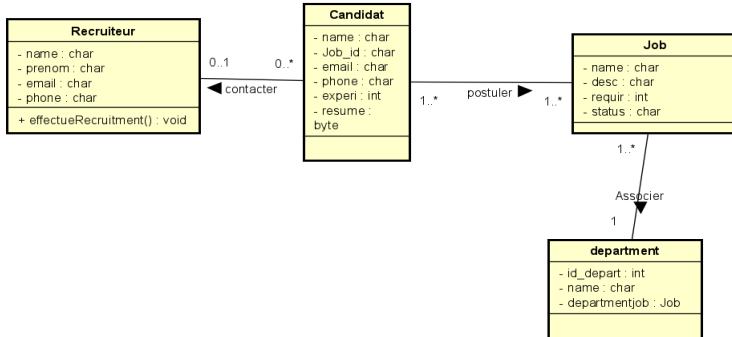 Recruiteur
- name : char
- prenom : char
- email : char
- phone : char
+ effectueRecruitment() : void
0..1
0..*
contacter
Candidat
- name : char
- Job_id : char
- email : char
- phone : char
- experi : int
- resume :
byte
1..*
postuler
1..*
Job
- name : char
- desc : char
- requir : int
- status : char
1..*
Associer
1
department
- id_depart : int
- name : char
- departmentjob : Job